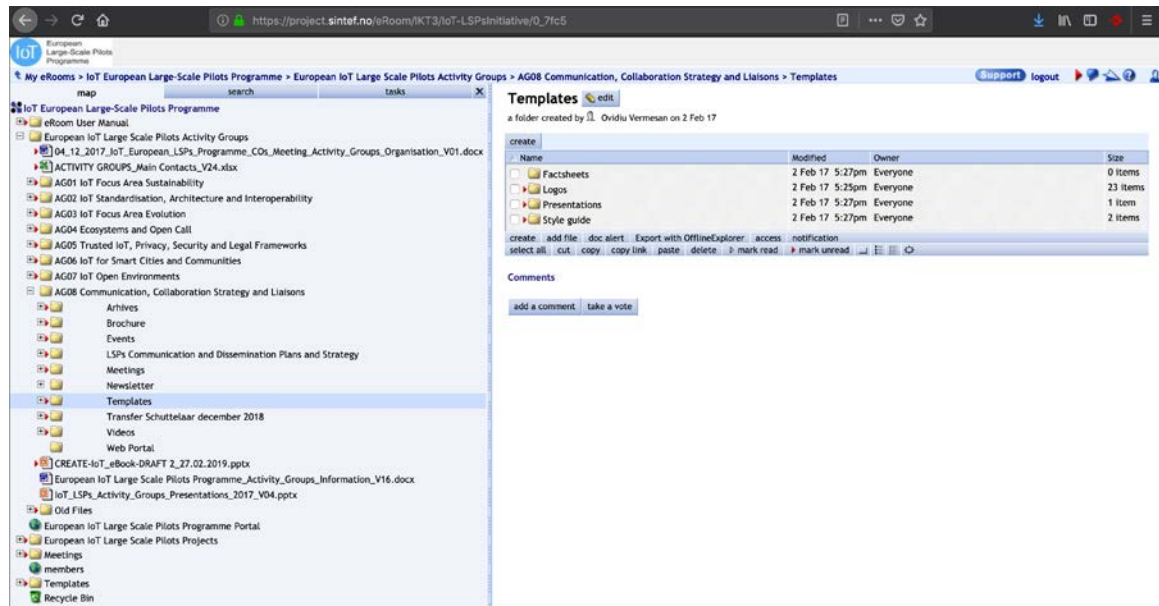 https://project.sintef.no/eRoom/IKT3/IoT-LSPsInitiative/0_7fc5
IoT
European
Large-Scale Pilots
Programme
My eRooms > IoT European Large-Scale Pilots Programme > European IoT Large Scale Pilots Activity Groups > AG08 Communication, Collaboration Strategy and Liaisons > Templates
Support logout
map search tasks X
IoT European Large-Scale Pilots Programme
eRoom User Manual
European IoT Large Scale Pilots Activity Groups
04_12_2017_IoT_European_LSPs_Programme_COs_Meeting_Activity_Groups_Organisation_V01.docx
ACTIVITY GROUPS_Main Contacts_V24.xlsx
AG01 IoT Focus Area Sustainability
AG02 IoT Standardisation, Architecture and Interoperability
AG03 IoT Focus Area Evolution
AG04 Ecosystems and Open Call
AG05 Trusted IoT, Privacy, Security and Legal Frameworks
AG06 IoT for Smart Cities and Communities
AG07 IoT Open Environments
AG08 Communication, Collaboration Strategy and Liaisons
Arhives
Brochure
Events
LSPs Communication and Dissemination Plans and Strategy
Meetings
Newsletter
Templates
Transfer Schuttelaar december 2018
Videos
Web Portal
CREATE-IoT_eBook-DRAFT 2_27.02.2019.pptx
European IoT Large Scale Pilots Programme_Activity_Groups_Information_V16.docx
IoT_LSPs_Activity_Groups_Presentations_2017_V04.pptx
Old Files
European IoT Large Scale Pilots Programme Portal
European IoT Large Scale Pilots Projects
Meetings
members
Templates
Recycle Bin
Templates edit
a folder created by Ovidiu Vermesan on 2 Feb 17
create
Name Modified Owner Size
Factsheets 2 Feb 17 5:27pm Everyone 0 items
Logos 2 Feb 17 5:25pm Everyone 23 items
Presentations 2 Feb 17 5:27pm Everyone 1 item
Style guide 2 Feb 17 5:27pm Everyone 2 items
create add file doc alert Export with OfflineExplorer access notification
select all cut copy copy link paste delete mark read mark unread
Comments
add a comment take a vote